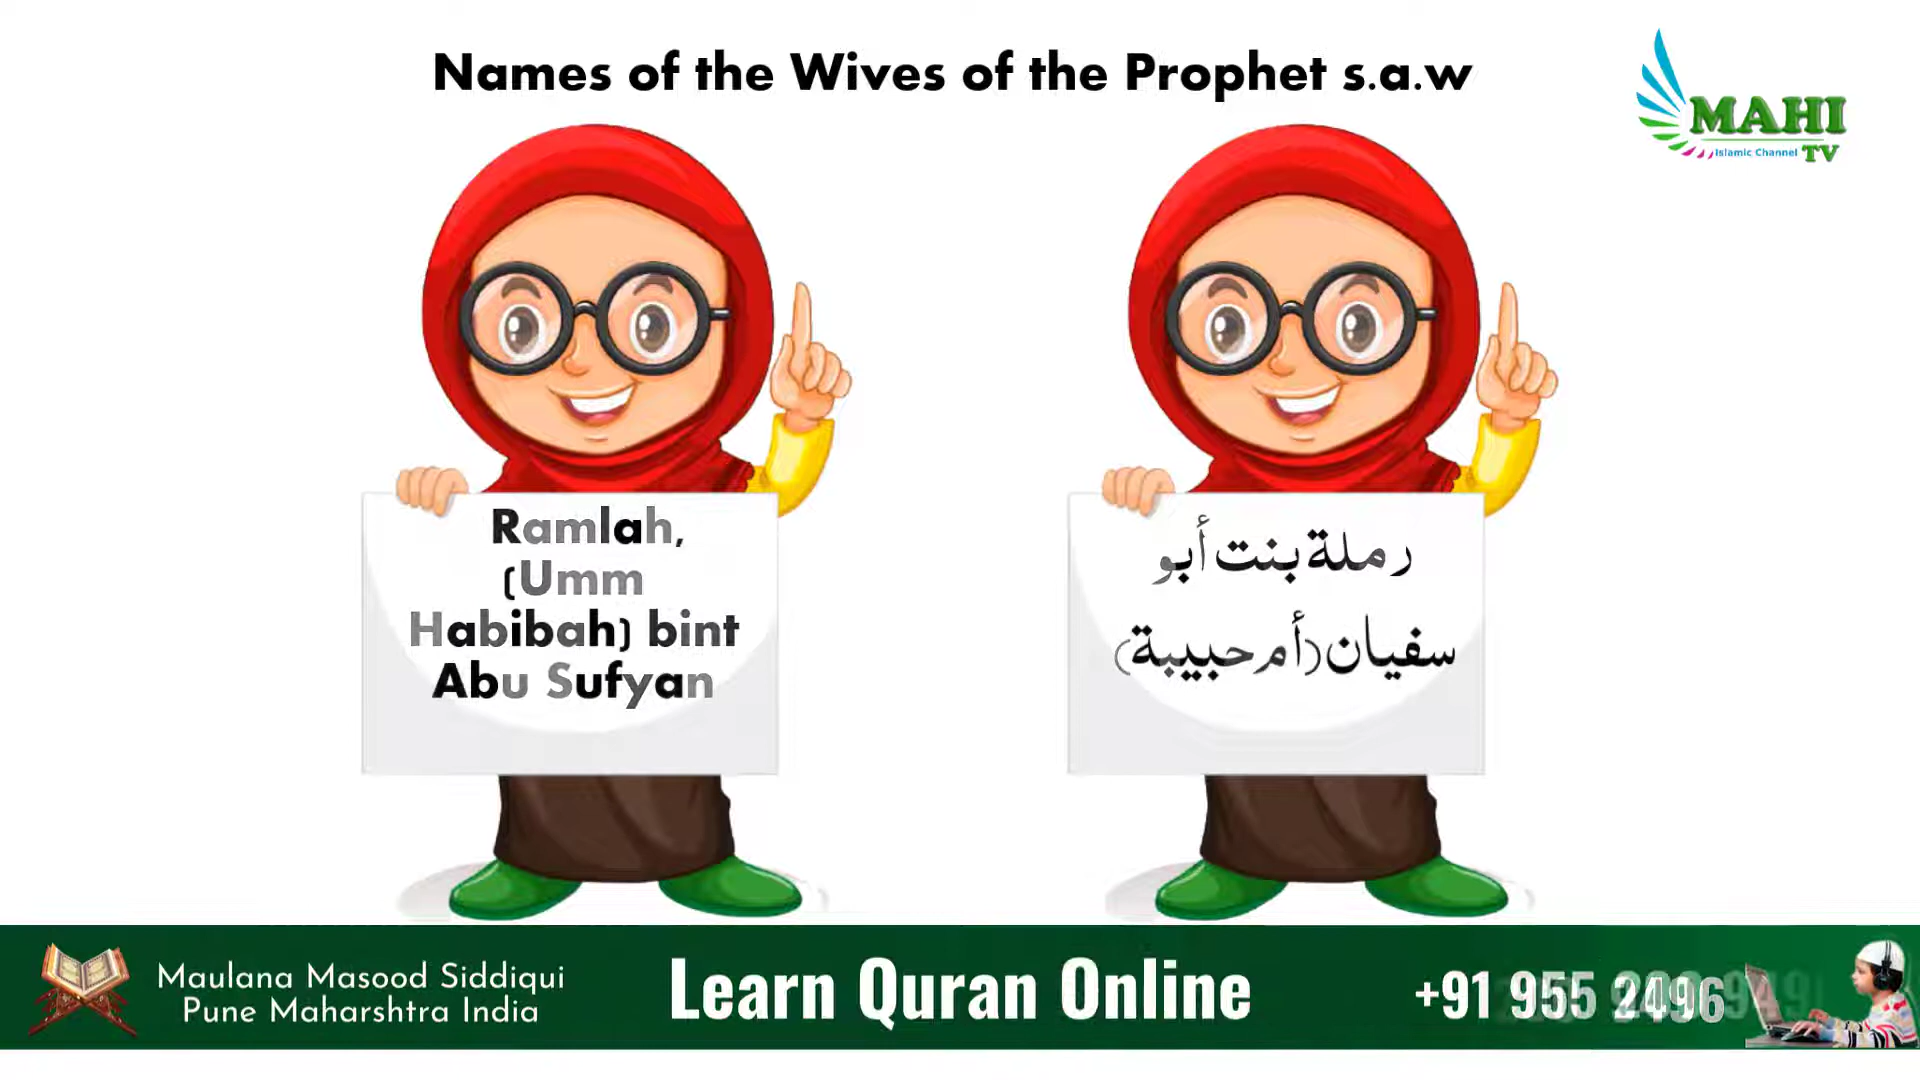 Names of the Wives of the Prophet s.a.w
MAHI
Islamic Channel TV
Ramlah,
(Umm
Habibah) bint
Abu Sufyan
رملة بنت أبو
سفيان (أم حبيبة)
Maulana Masood Siddiqui
Pune Maharshtra India
Learn Quran Online
+91 955